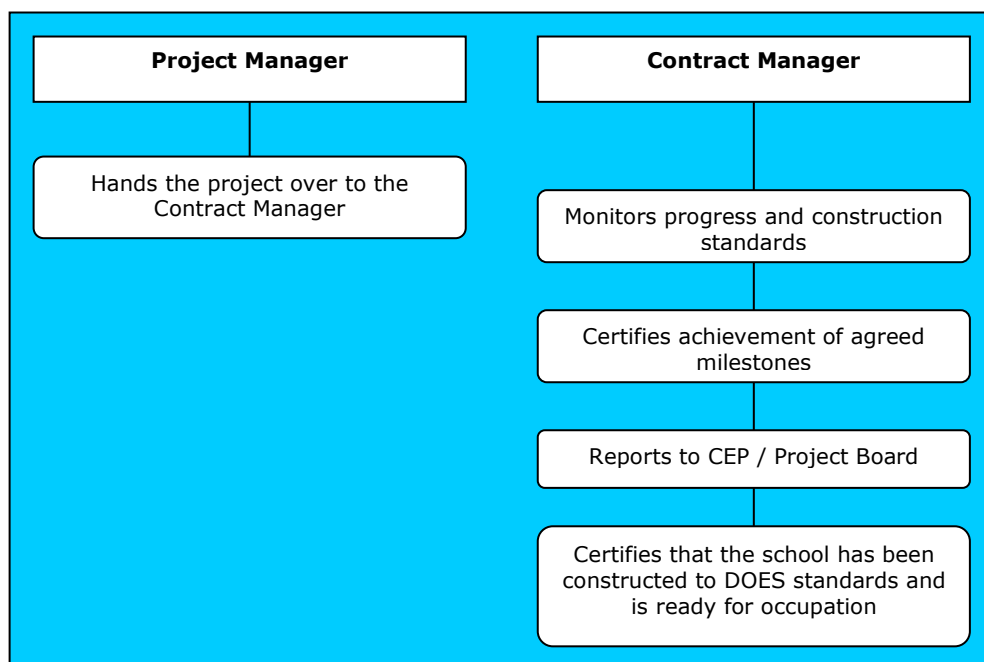 Project Manager
Hands the project over to the
Contract Manager
Contract Manager
Monitors progress and construction
standards
Certifies achievement of agreed
milestones
Reports to CEP / Project Board
Certifies that the school has been
constructed to DOES standards and
is ready for occupation